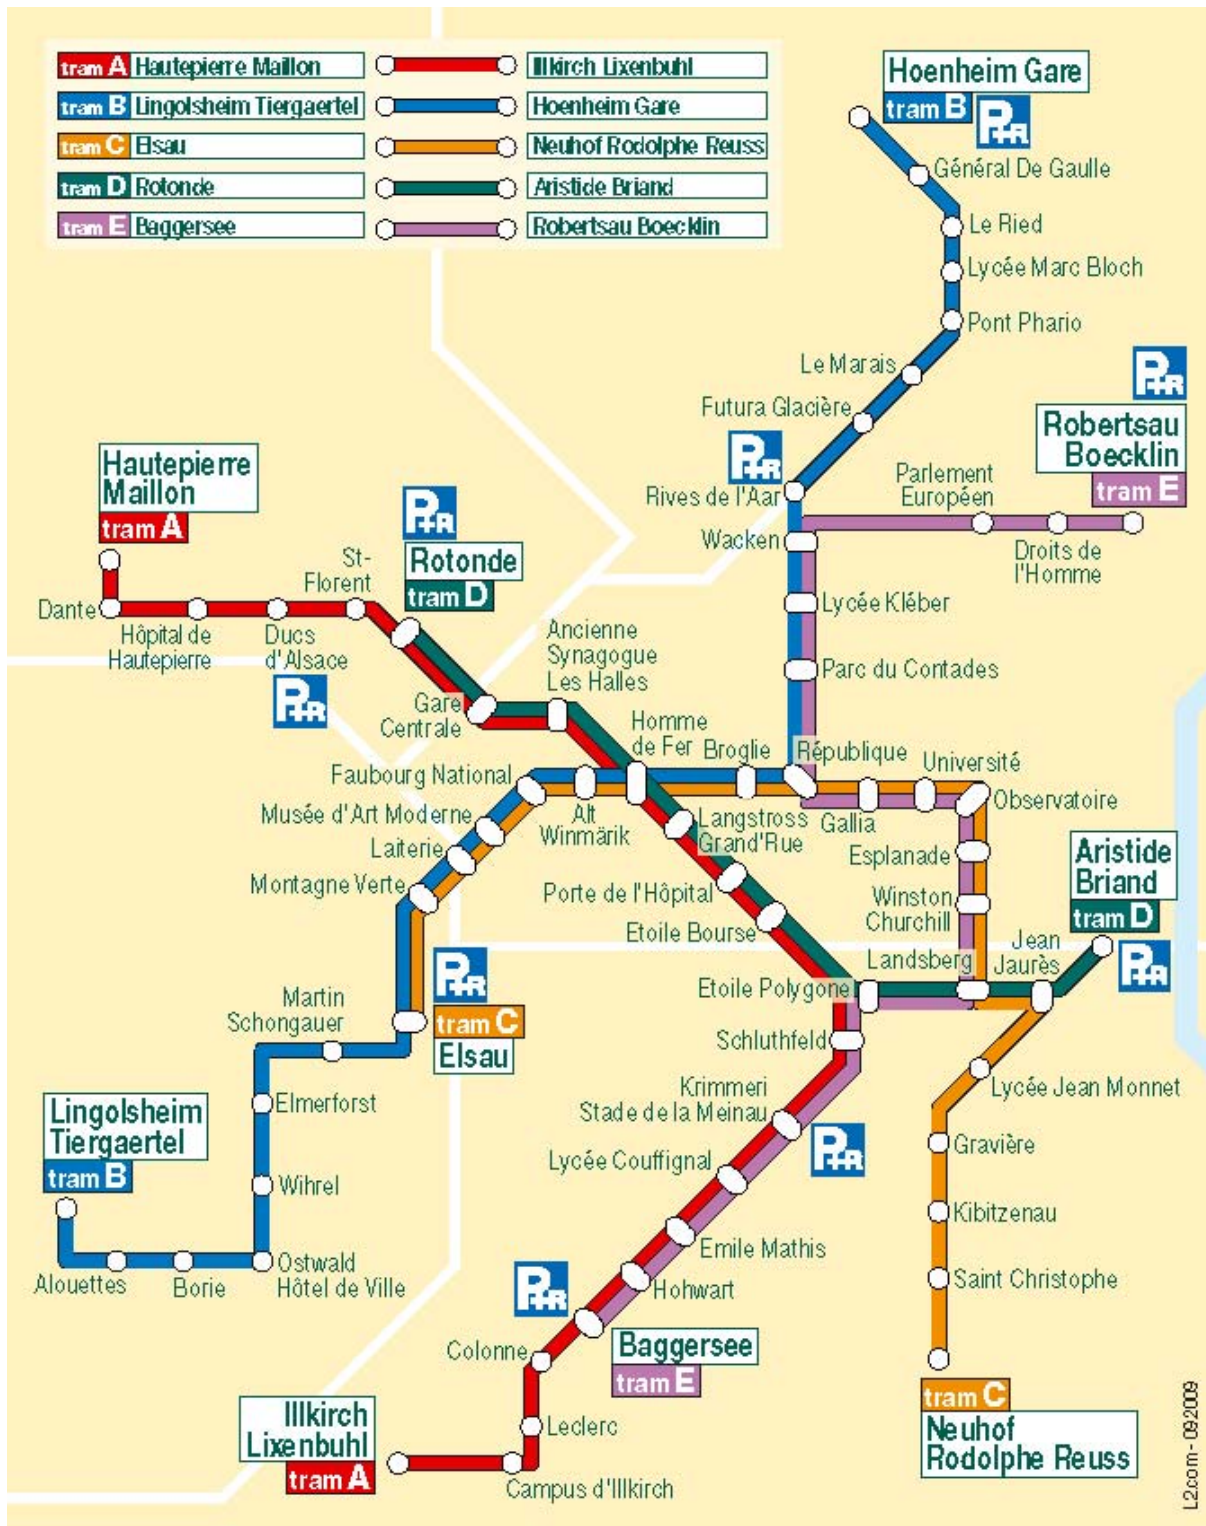 tram A Hautepierre Maillon Illkirch Lixenbuhl
tram B Lingolsheim Tiergaertel Hoenheim Gare
tram C Elsau Neuhof Rodolphe Reuss
tram D Rotonde Aristide Briand
tram E Baggersee Robertsau Boecklin
Hoenheim Gare
tram B
P+R
Général De Gaulle
Le Ried
Lycée Marc Bloch
Pont Phario
Le Marais
P+R
Futura Glacière
Robertsau
Boecklin
tram E
P+R
Rives de l'Aar
Parlement
Européen
Droits de
l'Homme
Wacken
Lycée Kléber
Parc du Contades
Hautepierre
Maillon
tram A
P+R
Rotonde
tram D
St-
Florent
Dante
Hôpital de
Hautepierre
Ducs
d'Alsace
P+R
Ancienne
Synagogue
Les Halles
Gare
Centrale
Homme
de Fer
Broglie
République
Université
Faubourg National
Observatoire
Musée d'Art Moderne
Alt
Winmärik
Langstross
Grand'Rue
Gallia
Laiterie
Esplanade
Montagne Verte
Porte de l'Hôpital
Winston
Churchill
Aristide
Briand
tram D
P+R
Etoile Bourse
Jean
Jaurès
Landsberg
Etoile Polygone
P+R
tram C
Elsau
Martin
Schongauer
Schluthfeld
Krimmeri
Stade de la Meinau
P+R
Lycée Jean Monnet
Elmerforst
Lingolsheim
Tiergaertel
tram B
Gravière
Lycée Couffignal
Wihrel
Kibitzenau
Emile Mathis
Alouettes
Borie
Ostwald
Hôtel de Ville
P+R
Hohwart
Saint Christophe
Colonne
Baggersee
tram E
tram C
Neuhof
Rodolphe Reuss
Illkirch
Lixenbuhl
tram A
Leclerc
Campus d'Illkirch
L2.com - 092009